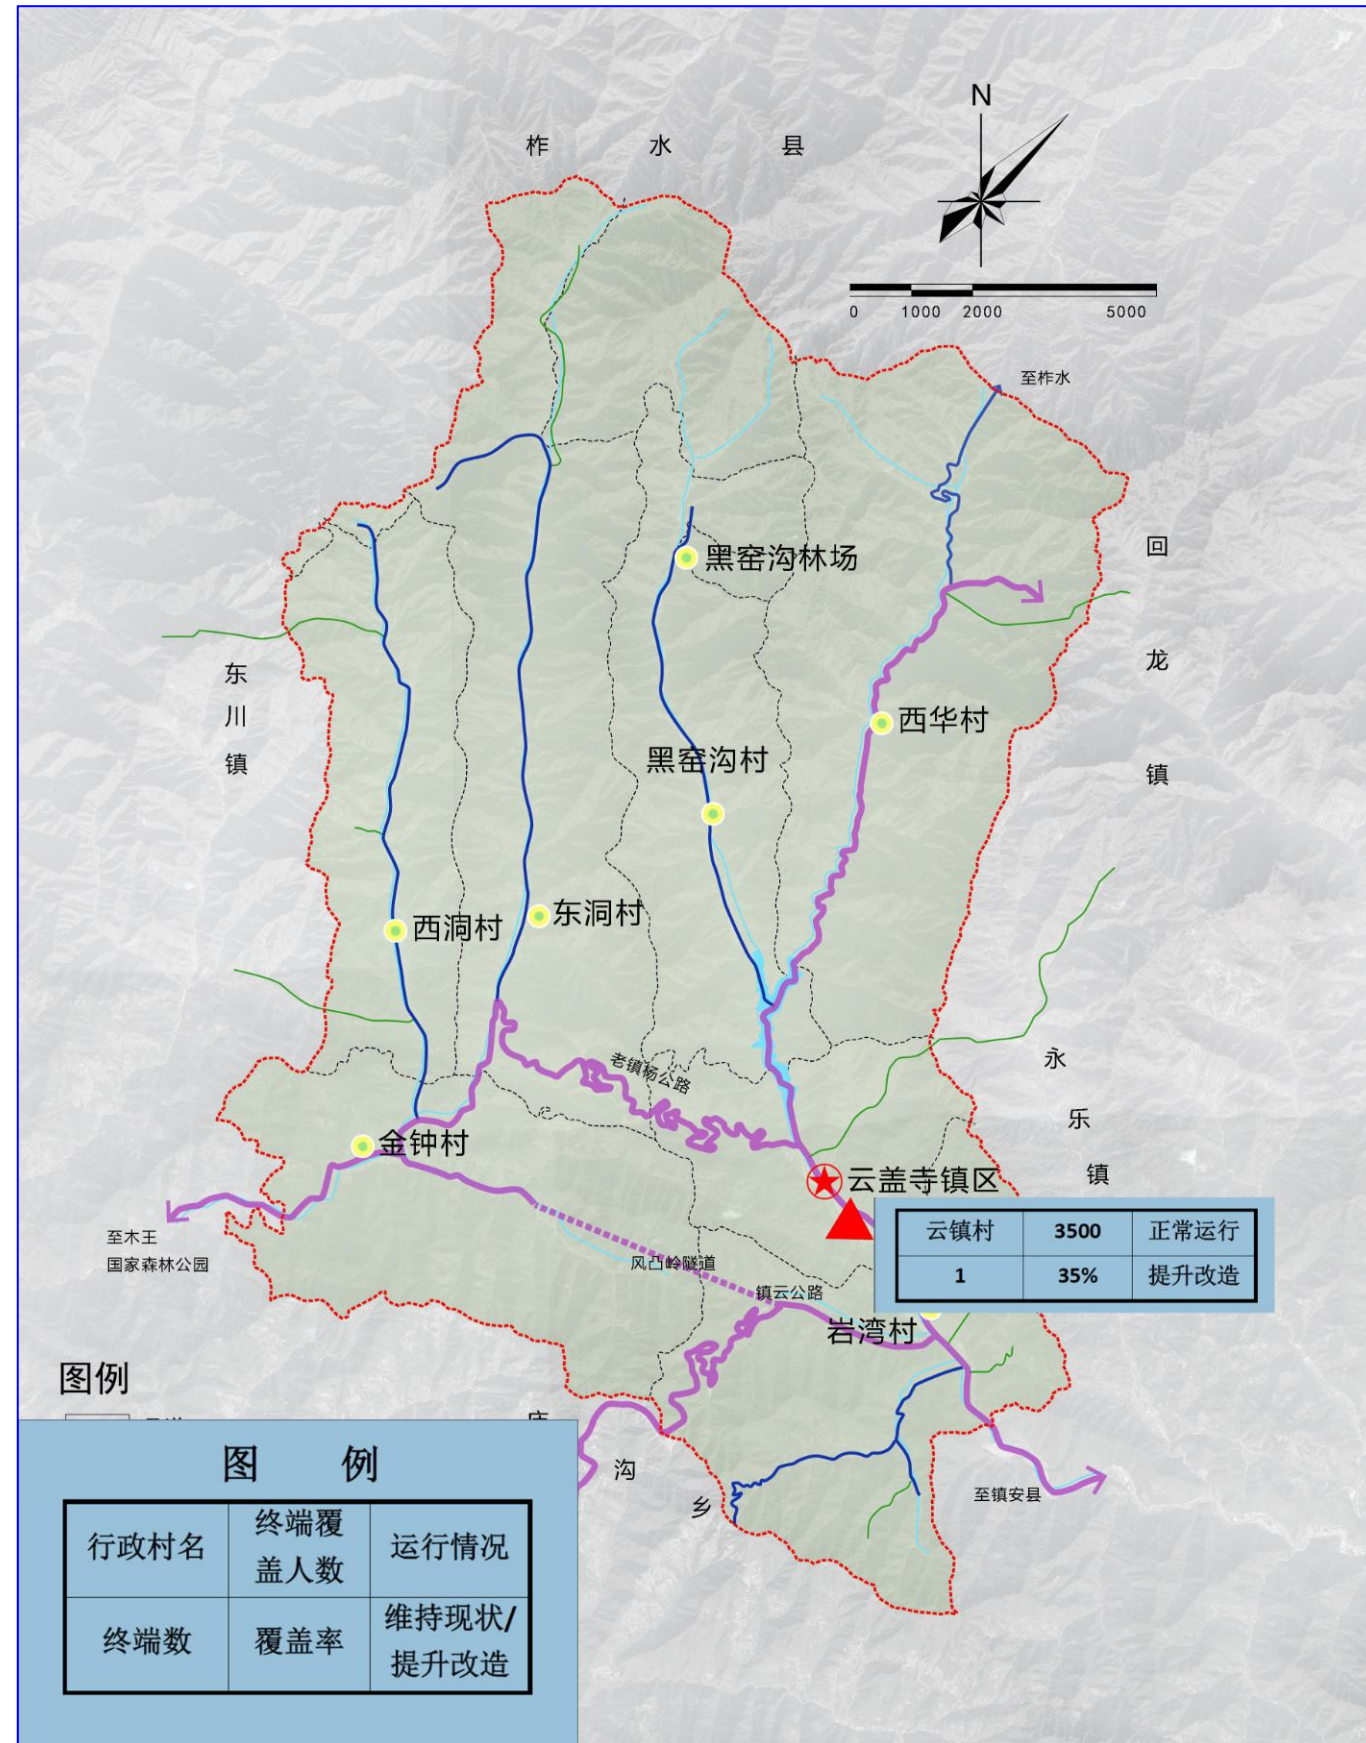 N
柞 水 县
0 1000 2000 5000
至柞水
回龙镇
黑窑沟林场
东川镇
西华村
黑窑沟村
西洞村
东洞村
老镇杨公路
永乐镇
金钟村
云盖寺镇区
云镇村 3500 正常运行
1 35% 提升改造
至木王
国家森林公园
风凸岭隧道
镇云公路
岩湾村
图例
沟乡
至镇安县
图 例
行政村名 终端覆盖人数 运行情况
终端数 覆盖率 维持现状/提升改造